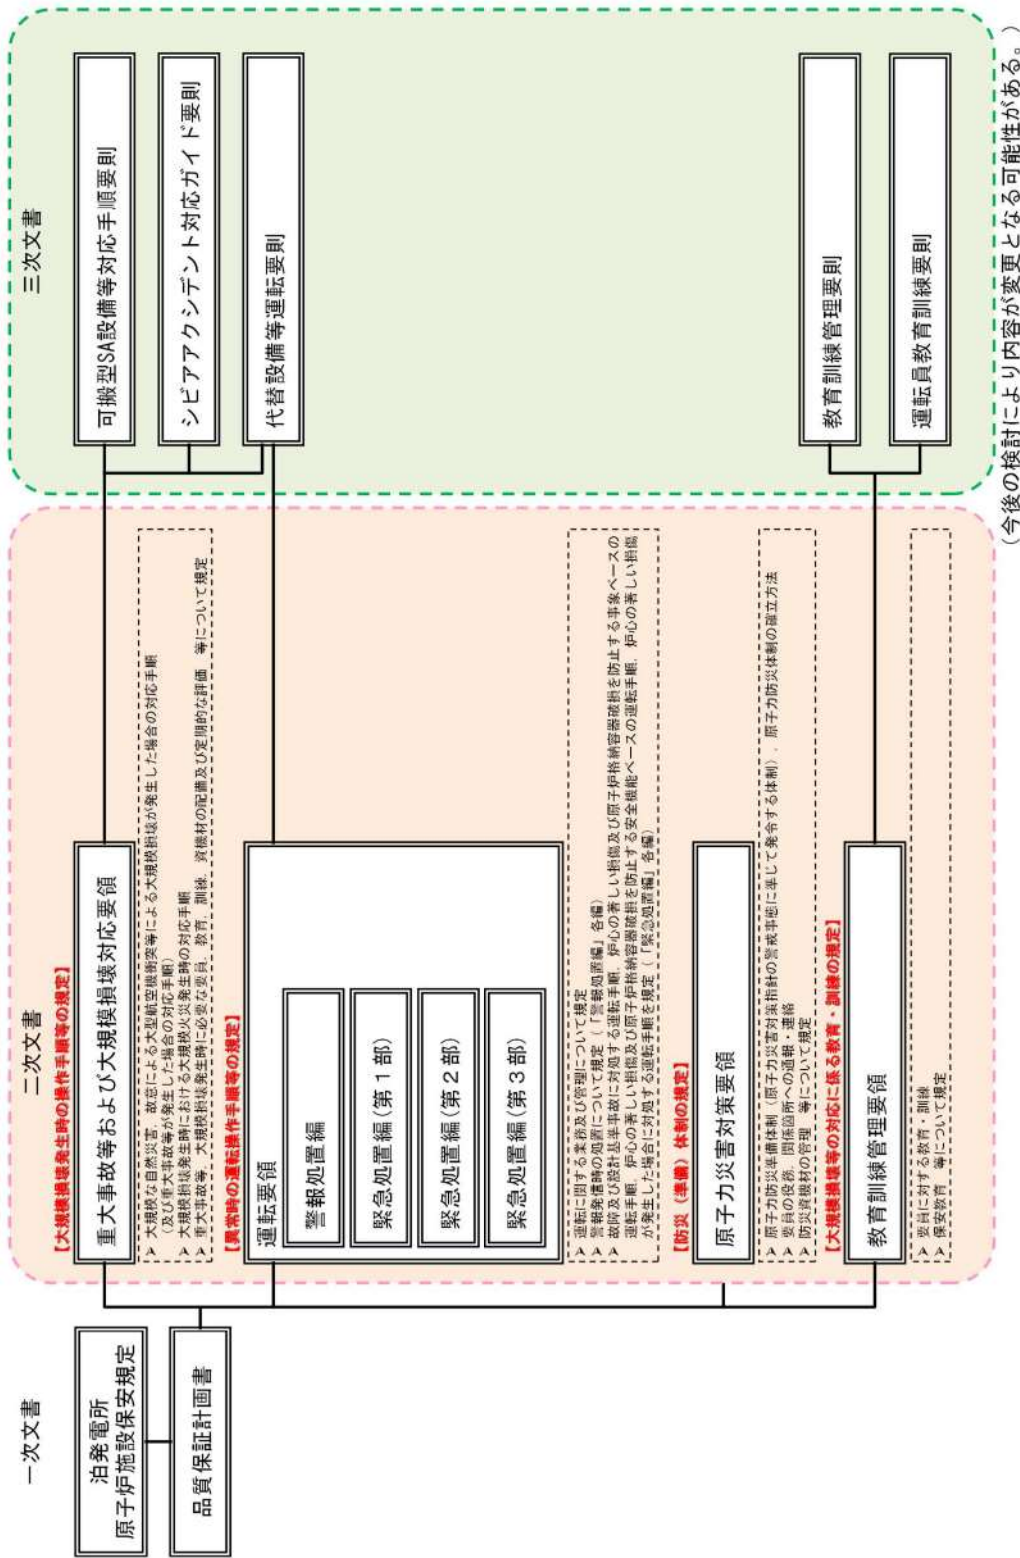 一次文書
泊発電所
原子炉施設保安規定
品質保証計画書
二次文書
【大規模損壊発生時の操作手順等の規定】
重大事故等および大規模損壊対応要領
➤ 大規模な自然災害、故意による大型航空機衝突等による大規模損壊が発生した場合の対応手順
（及び重大事故等が発生した場合の対応手順）
➤ 大規模損壊発生時における大規模火災発生時の対応手順
➤ 重大事故等、大規模損壊発生時に必要な要員、教育、訓練、資機材の配備及び定期的な評価 等について規定
【異常時の運転操作手順等の規定】
運転要領
警報処置編
緊急処置編（第１部）
緊急処置編（第２部）
緊急処置編（第３部）
➤ 運転に関する業務及び管理について規定
➤ 警報発信時の処置について規定（「警報処置編」各編）
➤ 故障及び設計基準事故に対処する運転手順、炉心の著しい損傷及び原子炉格納容器破損を防止する事象ベースの
運転手順、炉心の著しい損傷及び原子炉格納容器破損を防止する安全機能ベースの運転手順、炉心の著しい損傷
が発生した場合に対処する運転手順を規定（「緊急処置編」各編）
【防災（準備）体制の規定】
原子力災害対策要領
➤ 原子力防災準備体制（原子力災害対策指針の警戒事態に準じて発令する体制）、原子力防災体制の確立方法
➤ 要員の役務、関係箇所への通報・連絡
➤ 防災資機材の管理 等について規定
【大規模損壊等の対応に係る教育・訓練の規定】
教育訓練管理要領
➤ 要員に対する教育・訓練
➤ 保安教育 等について規定
三次文書
可搬型SA設備等対応手順要則
シビアアクシデント対応ガイド要則
代替設備等運転要則
教育訓練管理要則
運転員教育訓練要則
（今後の検討により内容が変更となる可能性がある。）